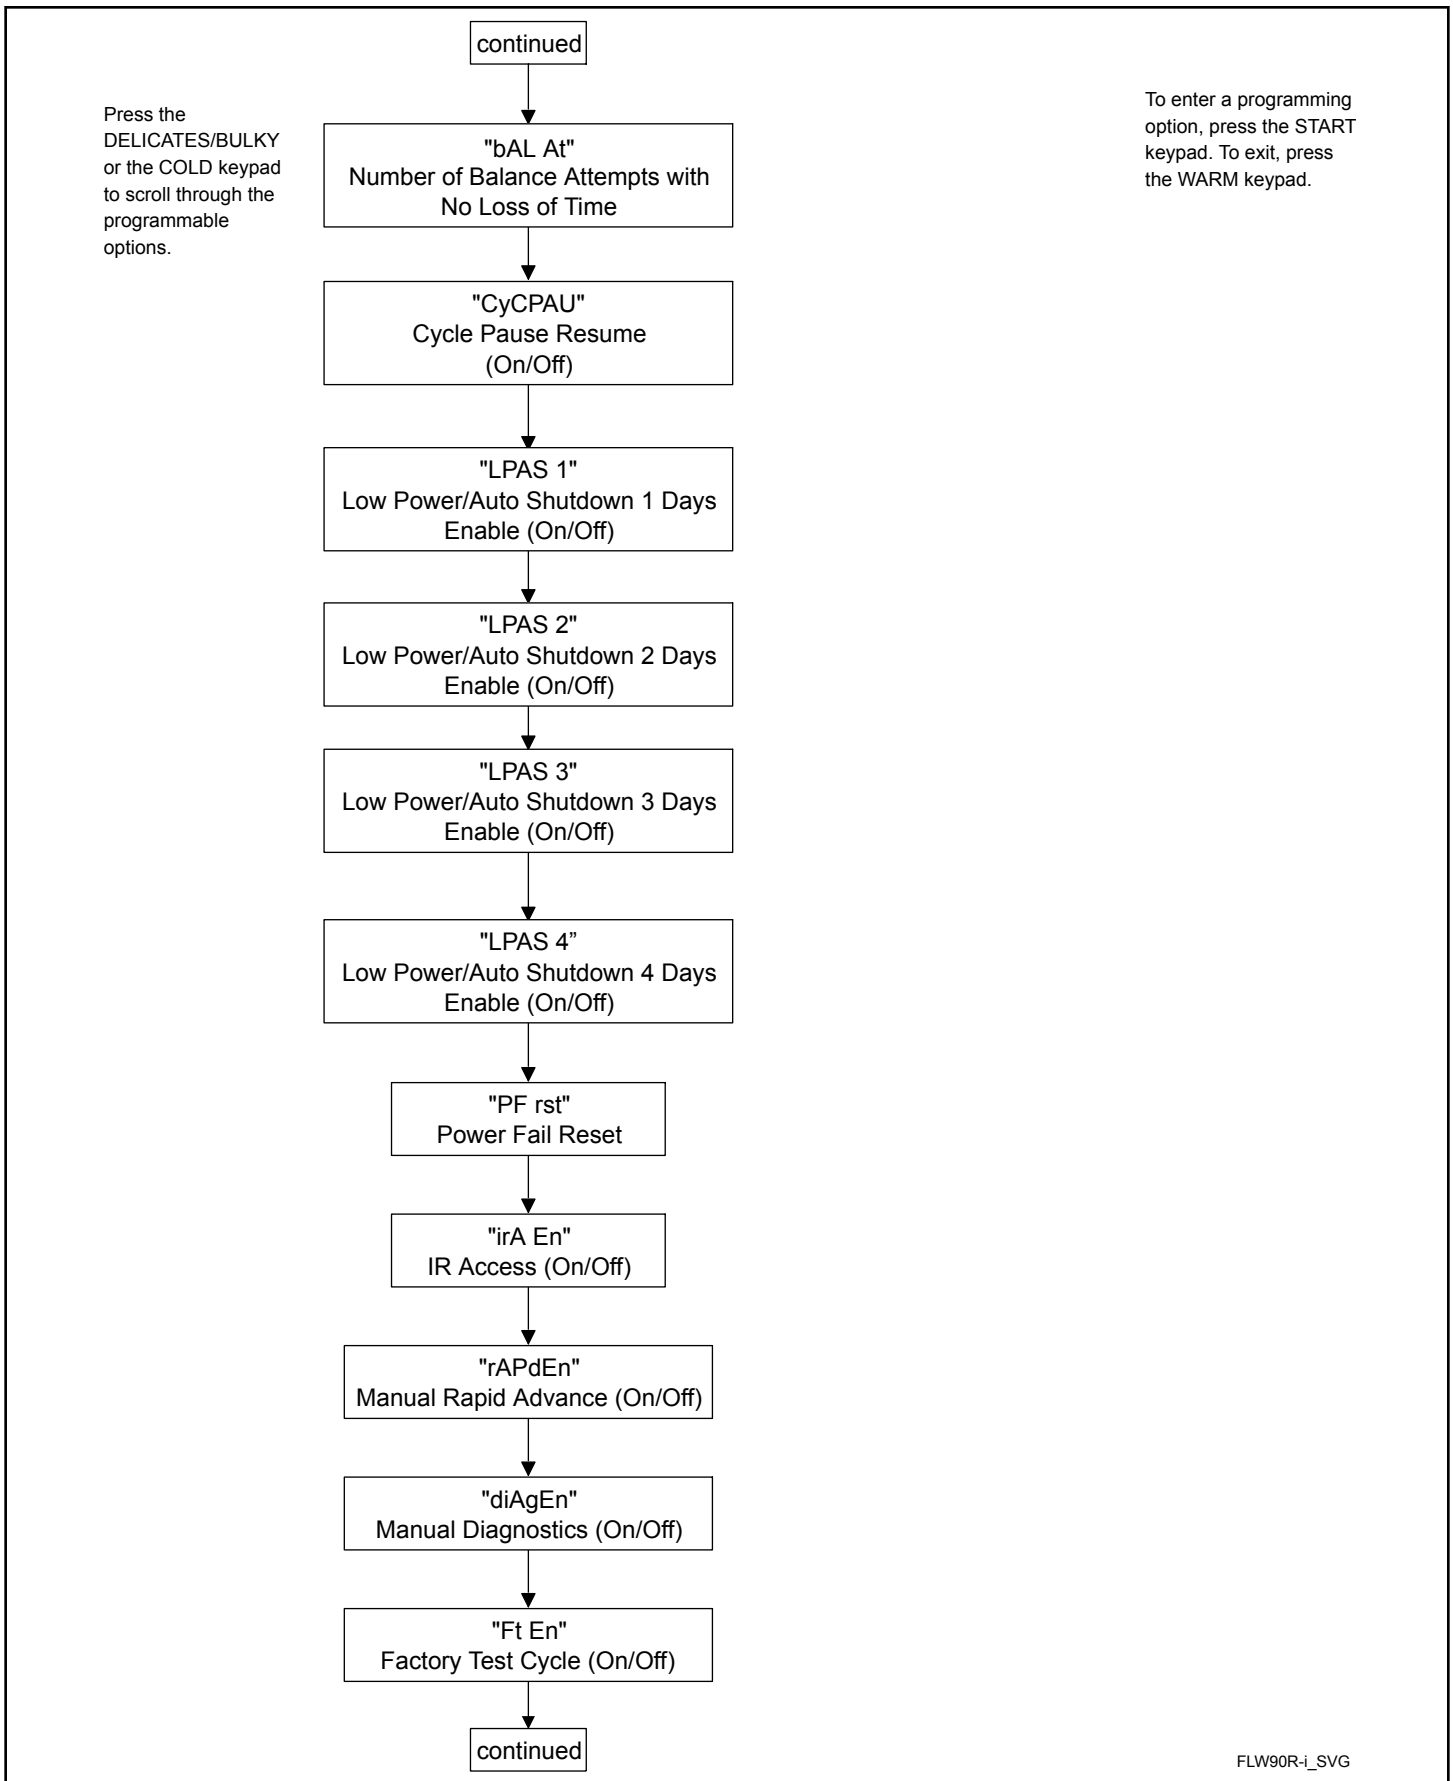 continued
Press the
DELICATES/BULKY
or the COLD keypad
to scroll through the
programmable
options.
To enter a programming
option, press the START
keypad. To exit, press
the WARM keypad.
"bAL At"
Number of Balance Attempts with
No Loss of Time
"CyCPAU"
Cycle Pause Resume
(On/Off)
"LPAS 1"
Low Power/Auto Shutdown 1 Days
Enable (On/Off)
"LPAS 2"
Low Power/Auto Shutdown 2 Days
Enable (On/Off)
"LPAS 3"
Low Power/Auto Shutdown 3 Days
Enable (On/Off)
"LPAS 4”
Low Power/Auto Shutdown 4 Days
Enable (On/Off)
"PF rst"
Power Fail Reset
"irA En"
IR Access (On/Off)
"rAPdEn"
Manual Rapid Advance (On/Off)
"diAgEn"
Manual Diagnostics (On/Off)
"Ft En"
Factory Test Cycle (On/Off)
continued
FLW90R-i_SVG